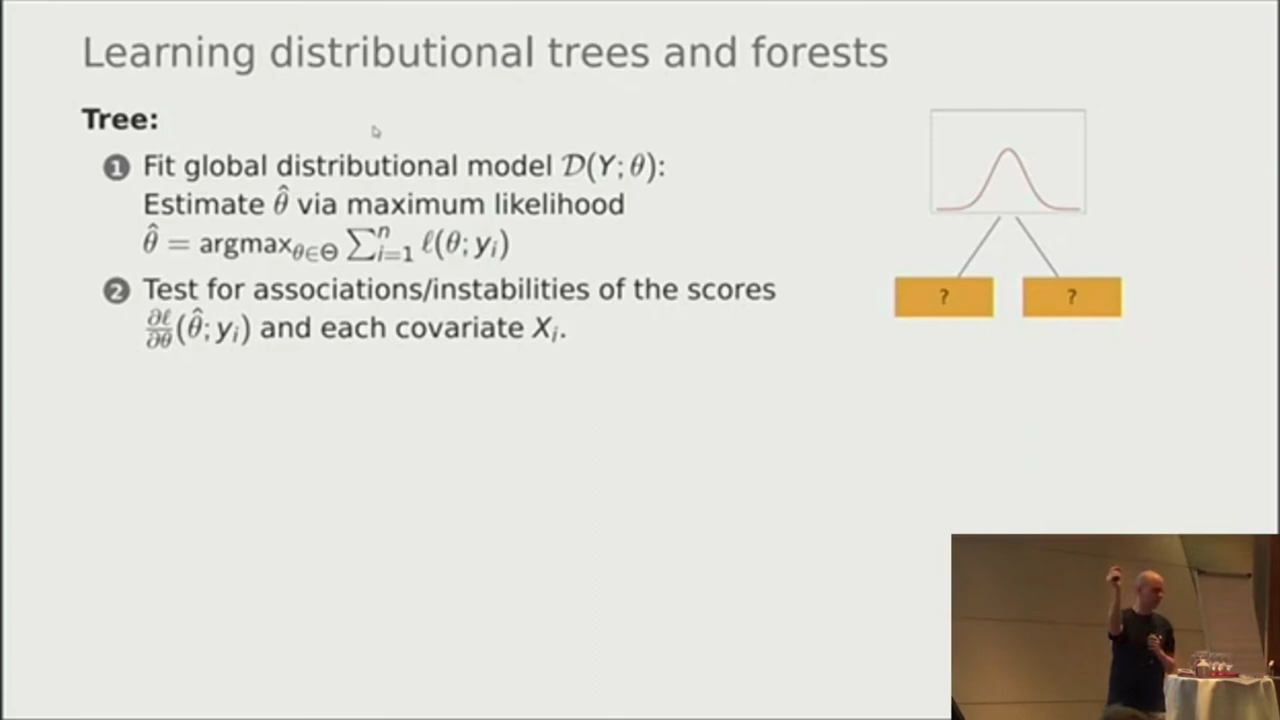 Learning distributional trees and forests
Tree:
1 Fit global distributional model 𝒟(Y; θ):
Estimate θ̂ via maximum likelihood
θ̂ = argmax_{θ∈Θ} ∑_{i=1}^{n} ℓ(θ; y_i)
2 Test for associations/instabilities of the scores
∂ℓ/∂θ(θ̂; y_i) and each covariate X_i.
? ?